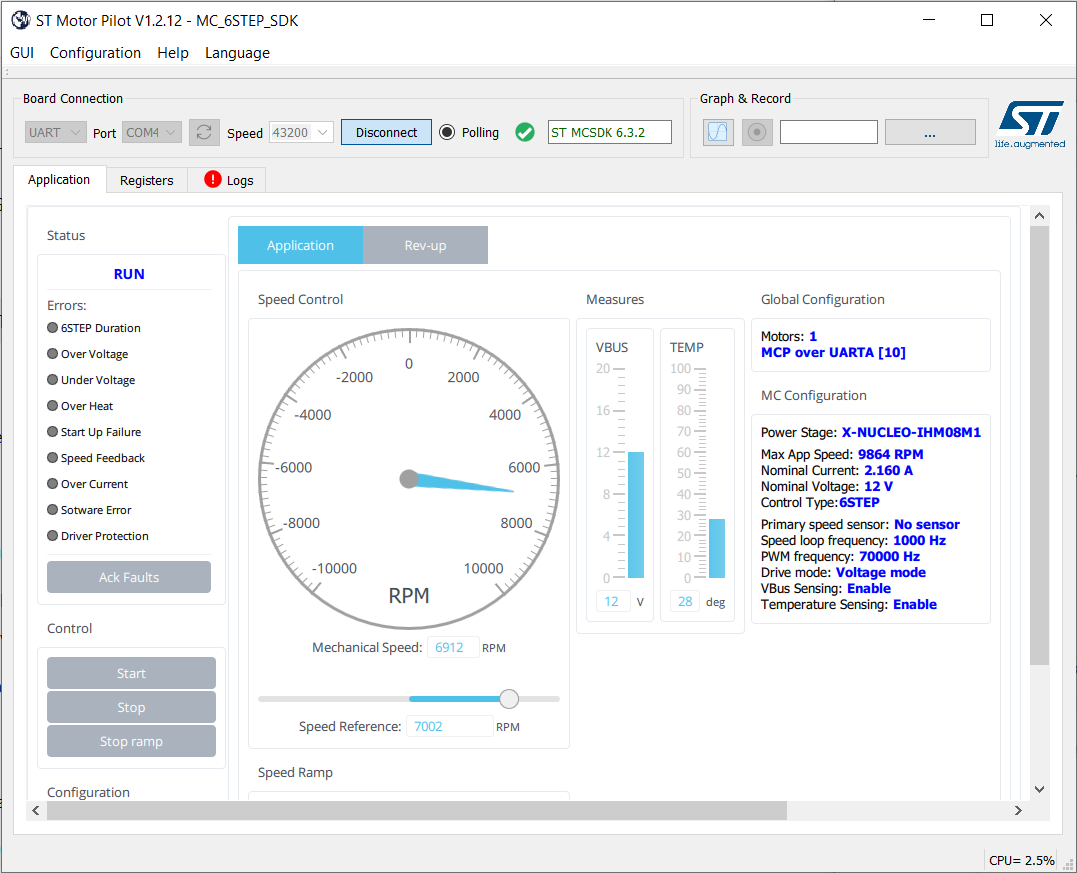 ST Motor Pilot V1.2.12 - MC_6STEP_SDK
GUI Configuration Help Language
Board Connection
UART Port COM4 Speed 43200 Disconnect Polling ST MCSDK 6.3.2
Graph & Record
...
ST
life.augmented
Application Registers Logs
Status
RUN
Errors:
6STEP Duration
Over Voltage
Under Voltage
Over Heat
Start Up Failure
Speed Feedback
Over Current
Sotware Error
Driver Protection
Ack Faults
Control
Start
Stop
Stop ramp
Configuration
Application Rev-up
Speed Control
0
-2000 2000
-4000 4000
-6000 6000
-8000 8000
-10000 10000
RPM
Mechanical Speed: 6912 RPM
Speed Reference: 7002 RPM
Speed Ramp
Measures
VBUS
20
16
12
8
4
0
12 V
TEMP
100
90
80
70
60
50
40
30
20
10
0
28 deg
Global Configuration
Motors: 1
MCP over UARTA [10]
MC Configuration
Power Stage: X-NUCLEO-IHM08M1
Max App Speed: 9864 RPM
Nominal Current: 2.160 A
Nominal Voltage: 12 V
Control Type:6STEP
Primary speed sensor: No sensor
Speed loop frequency: 1000 Hz
PWM frequency: 70000 Hz
Drive mode: Voltage mode
VBus Sensing: Enable
Temperature Sensing: Enable
CPU= 2.5%